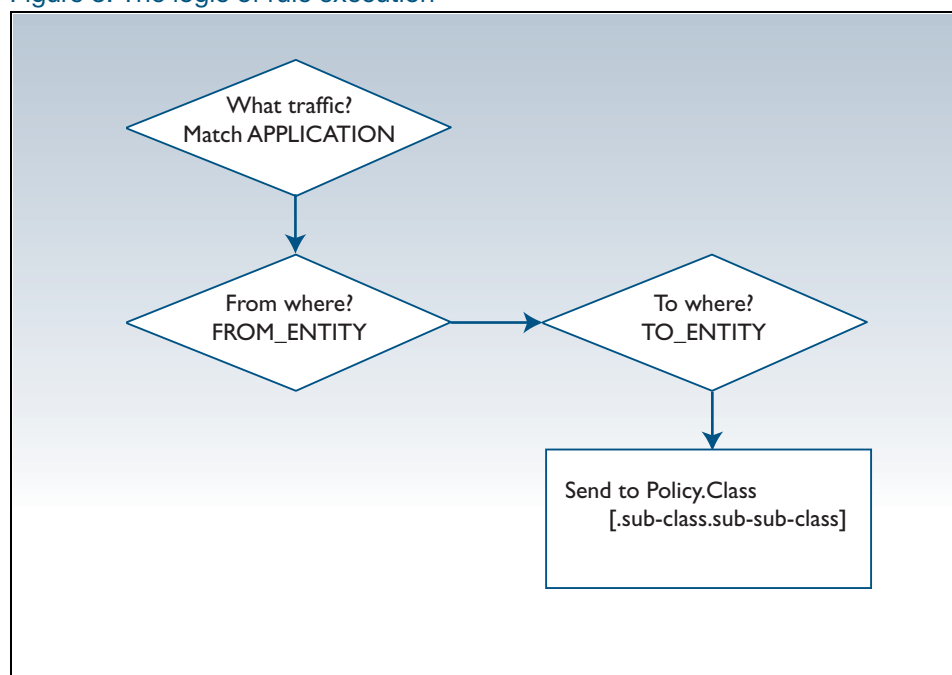 What traffic?
Match APPLICATION
From where?
FROM_ENTITY
To where?
TO_ENTITY
Send to Policy.Class
[.sub-class.sub-sub-class]